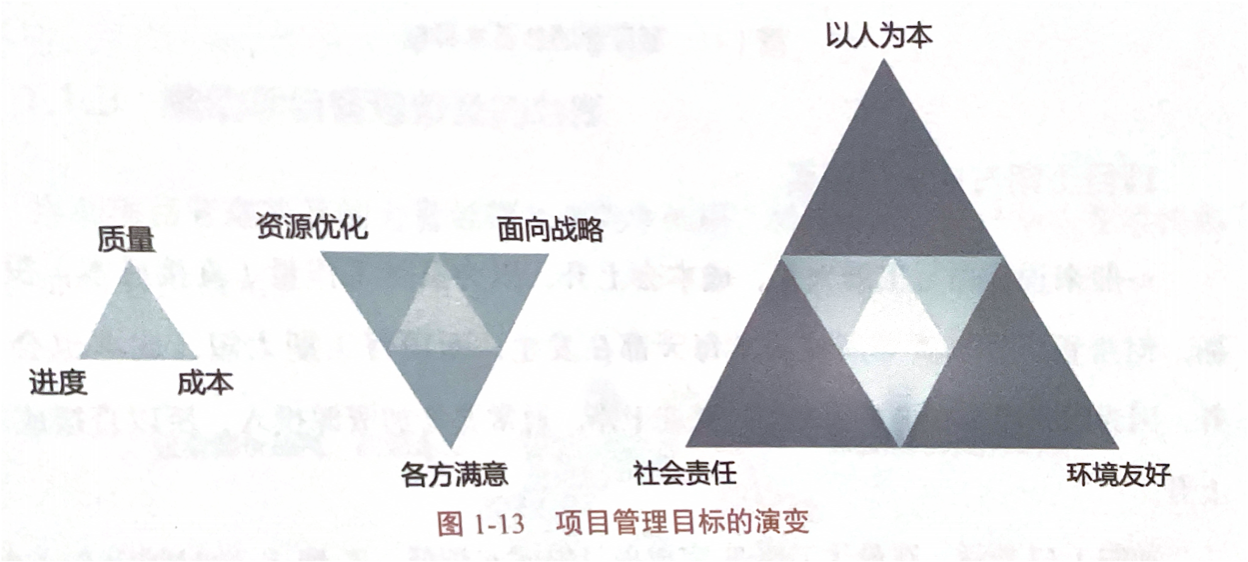 以人为本
资源优化
面向战略
质量
进度
成本
各方满意
社会责任
环境友好
图 1-13 项目管理目标的演变